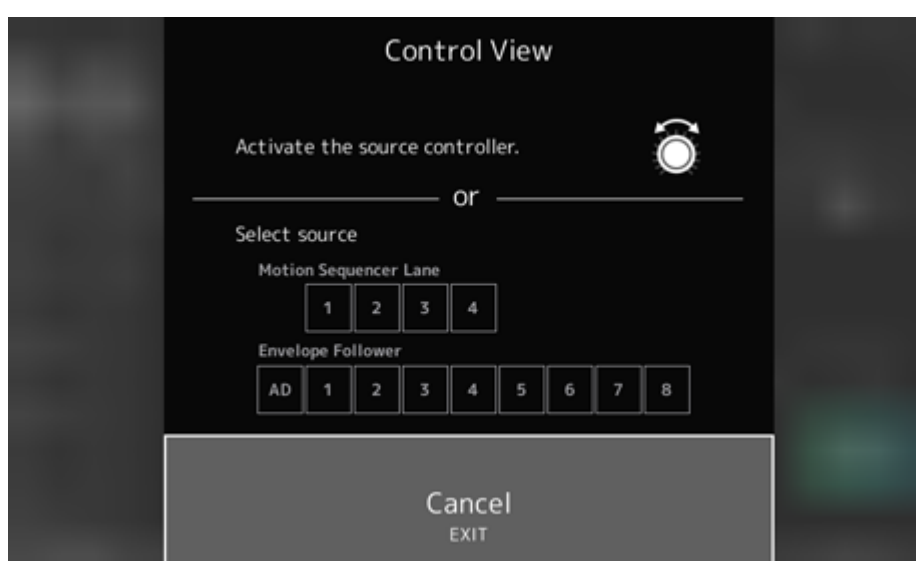 Control View
Activate the source controller.
or
Select source
Motion Sequencer Lane
1 2 3 4
Envelope Follower
AD 1 2 3 4 5 6 7 8
Cancel
EXIT